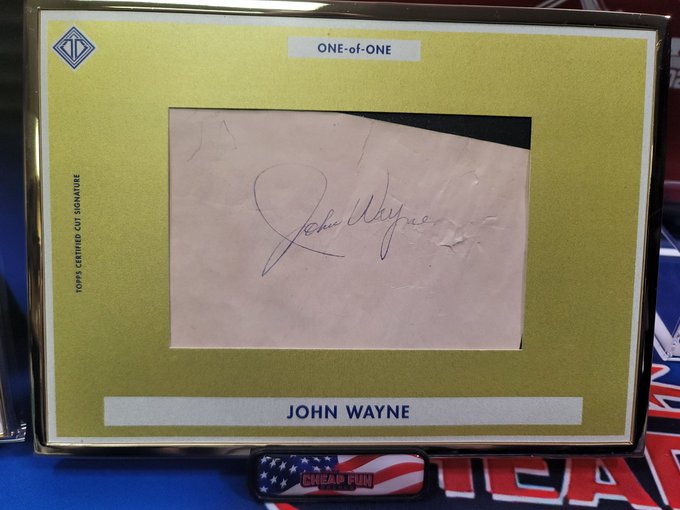 ONE-of-ONE
TOPPS CERTIFIED CUT SIGNATURE
John Wayne
JOHN WAYNE
CHEAP FUN